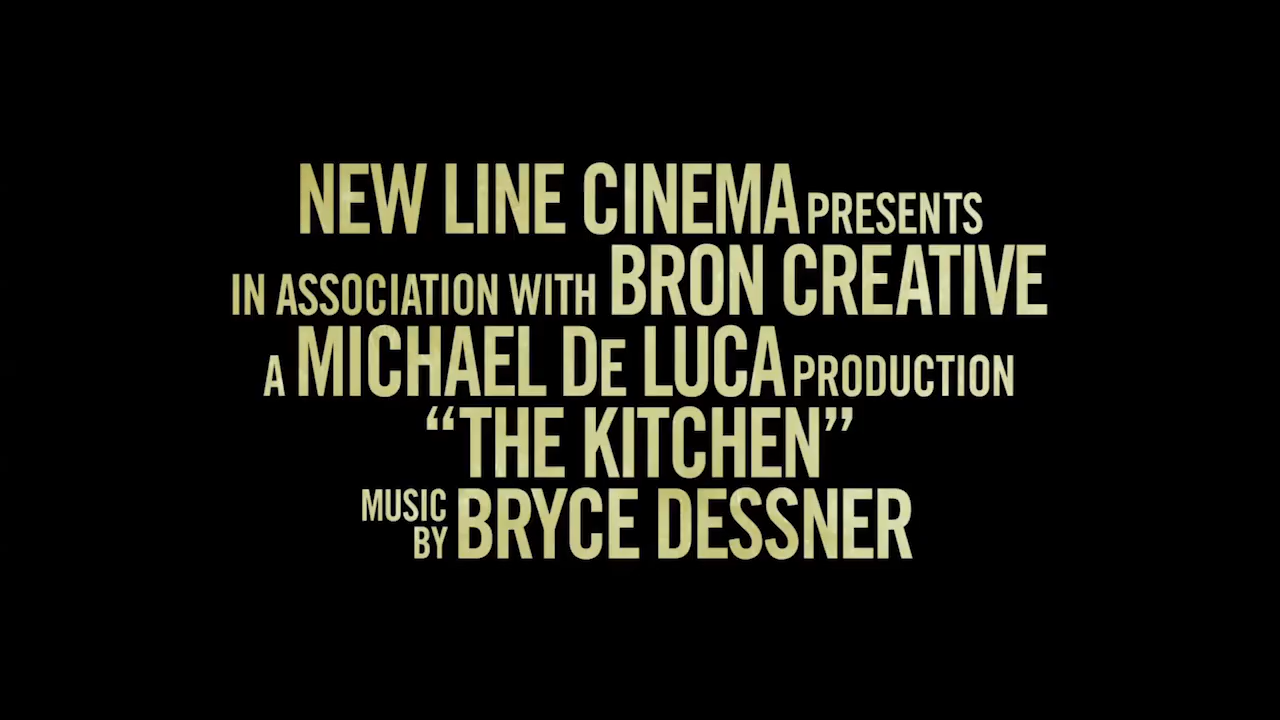 NEW LINE CINEMA PRESENTS
IN ASSOCIATION WITH BRON CREATIVE
A MICHAEL DE LUCA PRODUCTION
“THE KITCHEN”
MUSIC BY BRYCE DESSNER